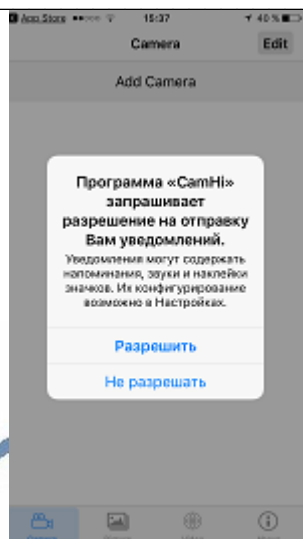 App Store 15:37 40 %
Camera Edit
Add Camera
Программа «CamHi»
запрашивает
разрешение на отправку
Вам уведомлений.
Уведомления могут содержать
напоминания, звуки и наклейки
значков. Их конфигурирование
возможно в Настройках.
Разрешить
Не разрешать